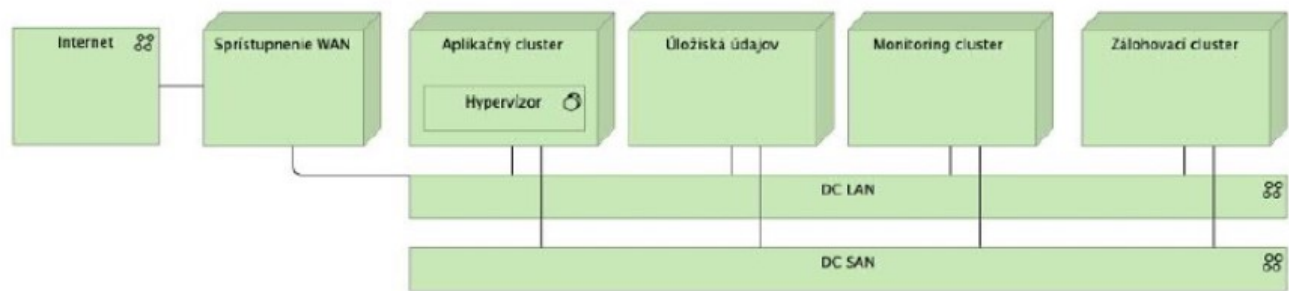 Internet
Sprístupnenie WAN
Aplikačný cluster
Úložiská údajov
Monitoring cluster
Zálohovací cluster
Hypervízor
DC LAN
DC SAN